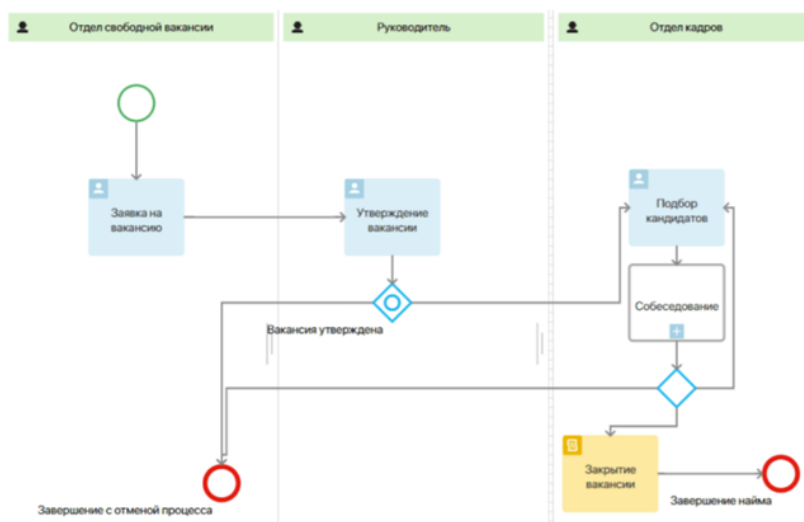 Отдел свободной вакансии
Руководитель
Отдел кадров
Заявка на
вакансию
Утверждение
вакансии
Подбор
кандидатов
Собеседование
Вакансия утверждена
Закрытие
вакансии
Завершение с отменой процесса
Завершение найма